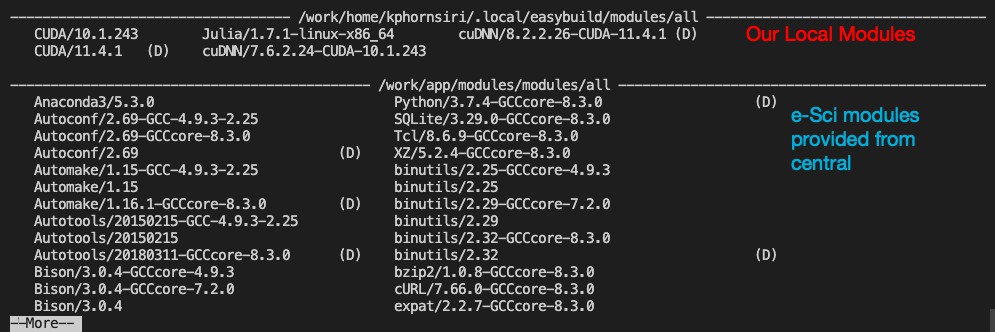 /work/home/kphornsiri/.local/easybuild/modules/all
CUDA/10.1.243 Julia/1.7.1-linux-x86_64 cuDNN/8.2.2.26-CUDA-11.4.1 (D)
CUDA/11.4.1 (D) cuDNN/7.6.2.24-CUDA-10.1.243
Our Local Modules
/work/app/modules/modules/all
Anaconda3/5.3.0 Python/3.7.4-GCCcore-8.3.0 (D)
Autoconf/2.69-GCC-4.9.3-2.25 SQLite/3.29.0-GCCcore-8.3.0
Autoconf/2.69-GCCcore-8.3.0 Tcl/8.6.9-GCCcore-8.3.0
Autoconf/2.69 (D) XZ/5.2.4-GCCcore-8.3.0
Automake/1.15-GCC-4.9.3-2.25 binutils/2.25-GCCcore-4.9.3
Automake/1.15 binutils/2.25
Automake/1.16.1-GCCcore-8.3.0 (D) binutils/2.29-GCCcore-7.2.0
Autotools/20150215-GCC-4.9.3-2.25 binutils/2.29
Autotools/20150215 binutils/2.32-GCCcore-8.3.0
Autotools/20180311-GCCcore-8.3.0 (D) binutils/2.32 (D)
Bison/3.0.4-GCCcore-4.9.3 bzip2/1.0.8-GCCcore-8.3.0
Bison/3.0.4-GCCcore-7.2.0 cURL/7.66.0-GCCcore-8.3.0
Bison/3.0.4 expat/2.2.7-GCCcore-8.3.0
e-Sci modules
provided from
central
--More--